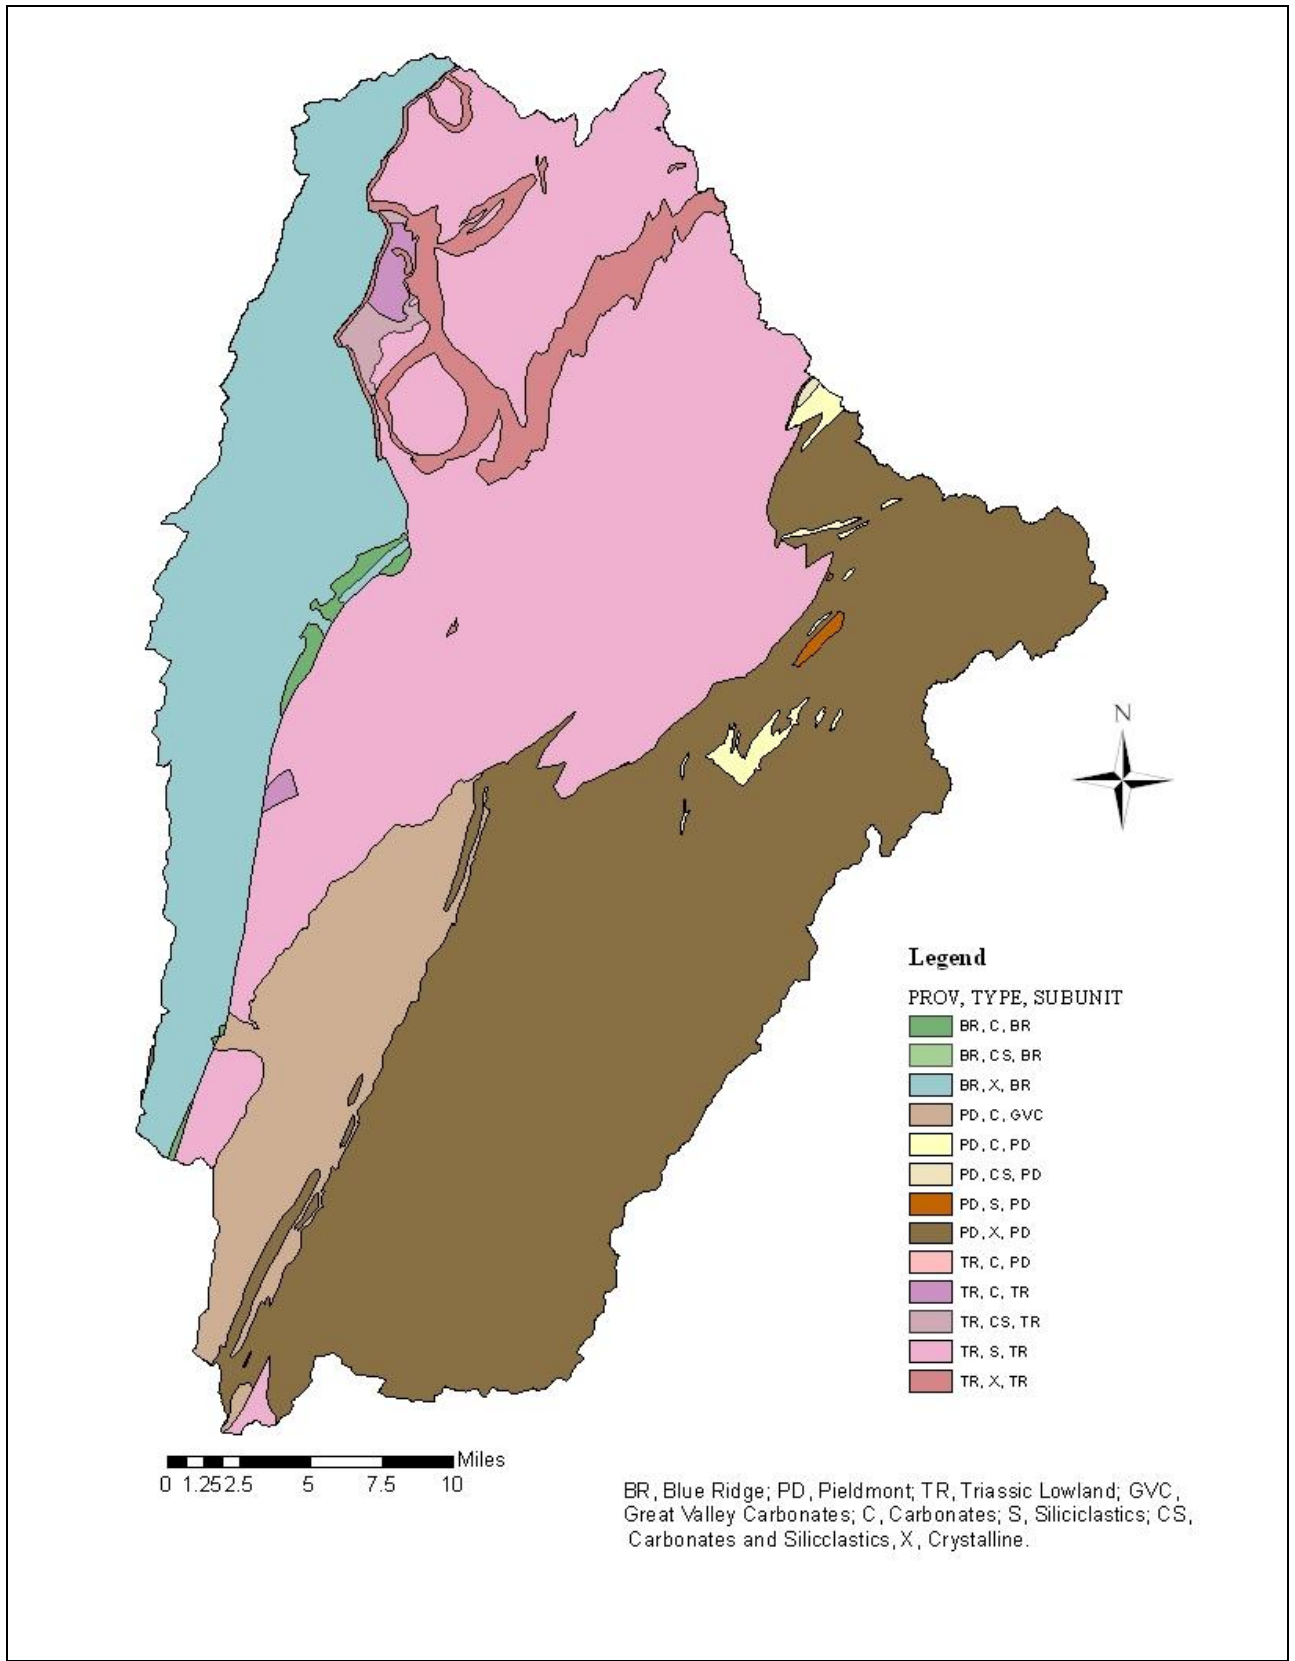 N
Legend
PROV, TYPE, SUBUNIT
BR, C, BR
BR, CS, BR
BR, X, BR
PD, C, GVC
PD, C, PD
PD, CS, PD
PD, S, PD
PD, X, PD
TR, C, PD
TR, C, TR
TR, CS, TR
TR, S, TR
TR, X, TR
Miles
0 1.252.5 5 7.5 10
BR, Blue Ridge; PD, Pieldmont; TR, Triassic Lowland; GVC,
Great Valley Carbonates; C, Carbonates; S, Siliciclastics; CS,
Carbonates and Silicclastics, X, Crystalline.